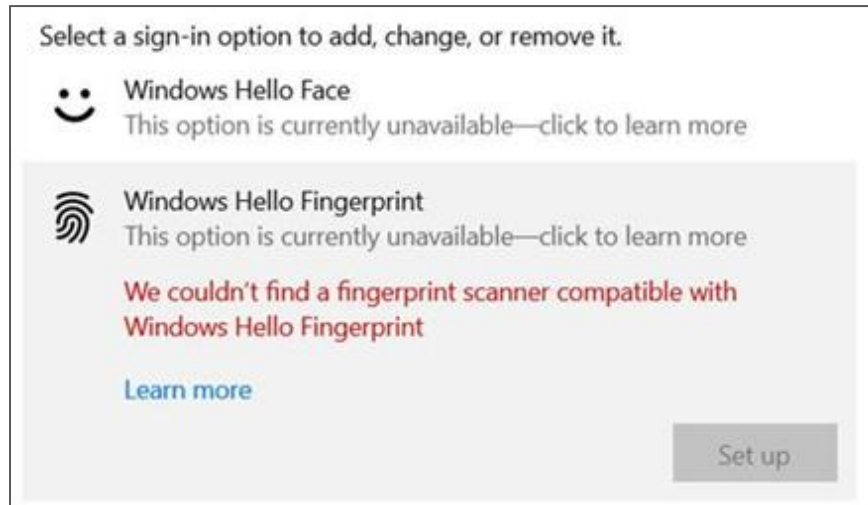 Select a sign-in option to add, change, or remove it.
Windows Hello Face
This option is currently unavailable—click to learn more
Windows Hello Fingerprint
This option is currently unavailable—click to learn more
We couldn't find a fingerprint scanner compatible with
Windows Hello Fingerprint
Learn more
Set up